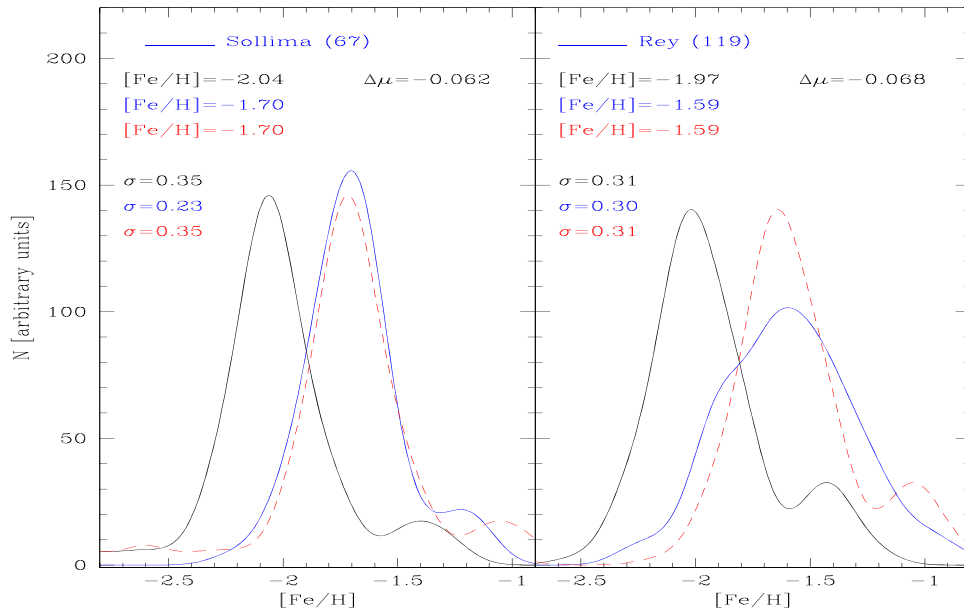 Sollima (67)
[Fe/H]=−2.04 Δμ=−0.062
[Fe/H]=−1.70
[Fe/H]=−1.70
σ=0.35
σ=0.23
σ=0.35
Rey (119)
[Fe/H]=−1.97 Δμ=−0.068
[Fe/H]=−1.59
[Fe/H]=−1.59
σ=0.31
σ=0.30
σ=0.31
N [arbitrary units]
200
150
100
50
0
−2.5 −2 −1.5 −1
[Fe/H]
−2.5 −2 −1.5 −1
[Fe/H]